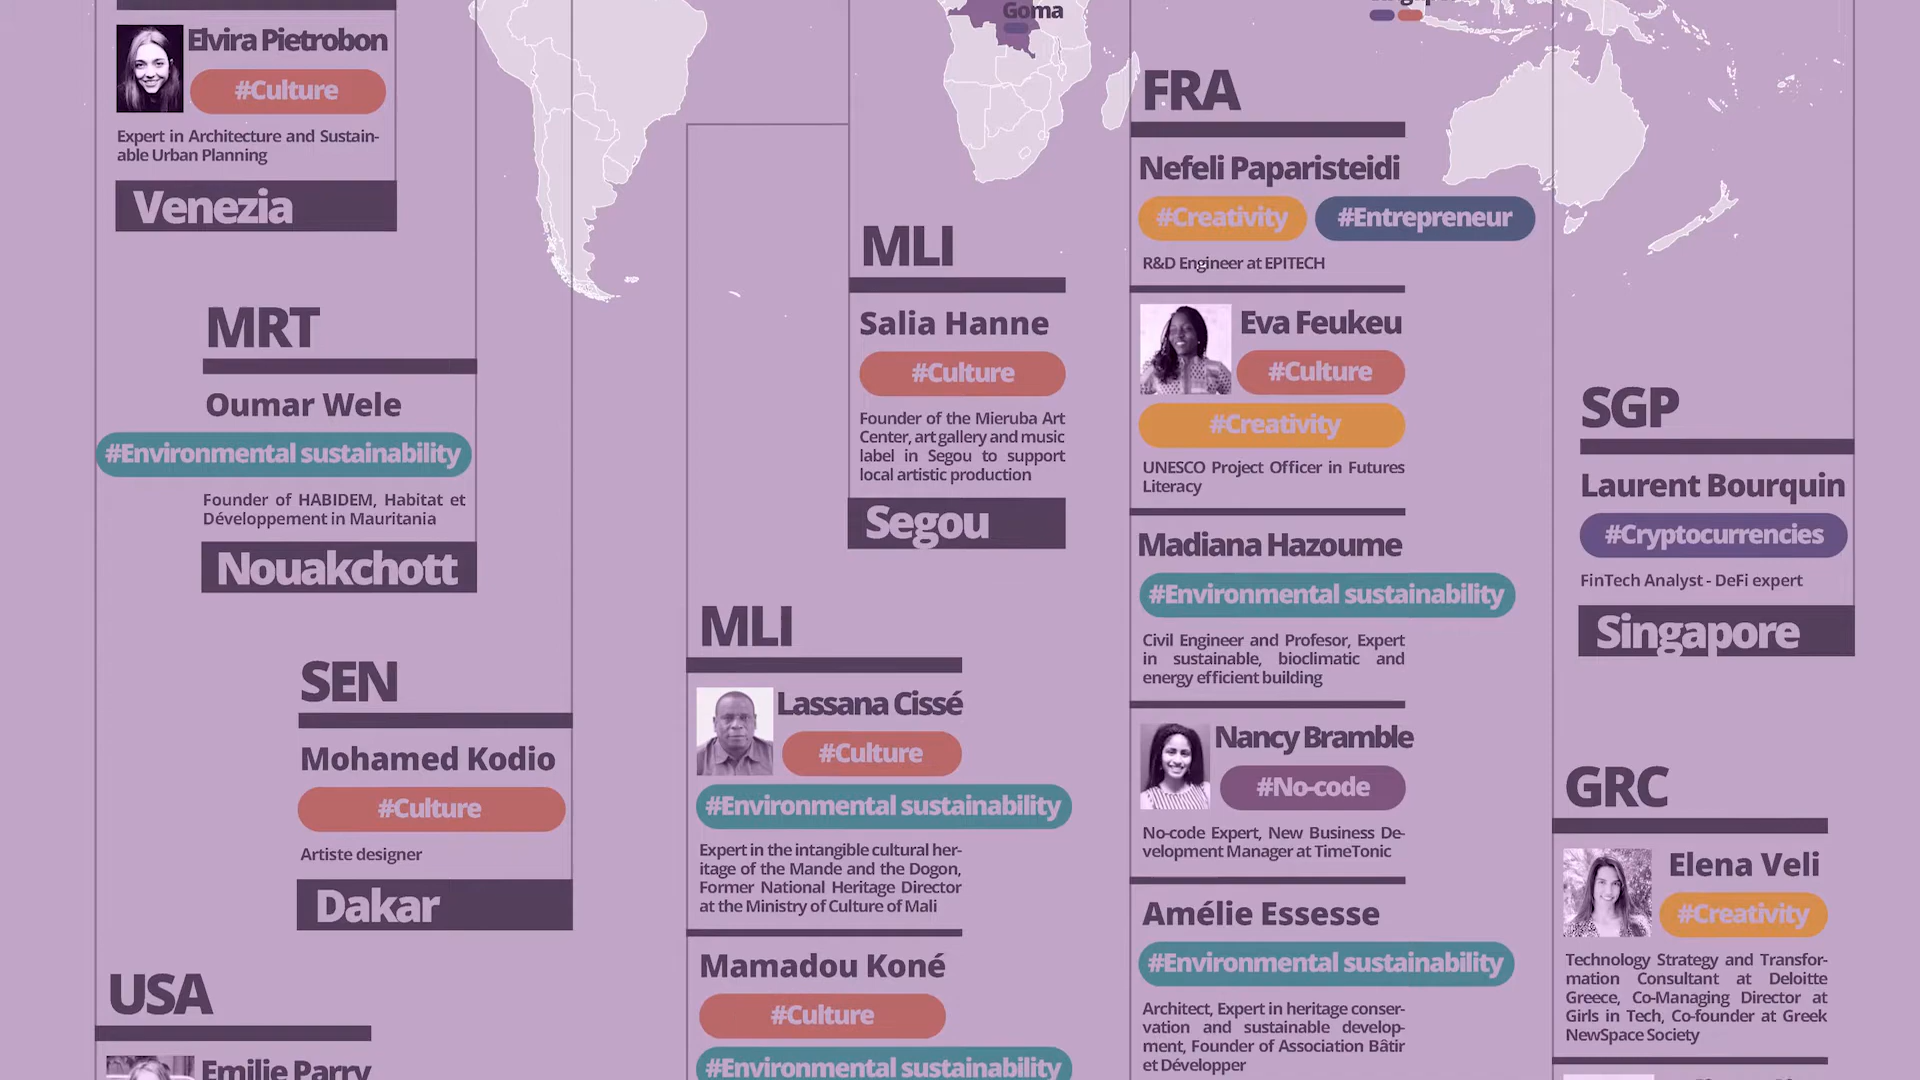 Elvira Pietrobon
#Culture
Expert in Architecture and Sustain-
able Urban Planning
Venezia
MRT
Oumar Wele
#Environmental sustainability
Founder of HABIDEM, Habitat et
Développement in Mauritania
Nouakchott
SEN
Mohamed Kodio
#Culture
Artiste designer
Dakar
USA
Emilie Parry
Goma
MLI
Salia Hanne
#Culture
Founder of the Mieruba Art
Center, art gallery and music
label in Segou to support
local artistic production
Segou
MLI
Lassana Cissé
#Culture
#Environmental sustainability
Expert in the intangible cultural her-
itage of the Mande and the Dogon,
Former National Heritage Director
at the Ministry of Culture of Mali
Mamadou Koné
#Culture
#Environmental sustainability
FRA
Nefeli Paparisteidi
#Creativity #Entrepreneur
R&D Engineer at EPITECH
Eva Feukeu
#Culture
#Creativity
UNESCO Project Officer in Futures
Literacy
Madiana Hazoume
#Environmental sustainability
Civil Engineer and Profesor, Expert
in sustainable, bioclimatic and
energy efficient building
Nancy Bramble
#No-code
No-code Expert, New Business De-
velopment Manager at TimeTonic
Amélie Essesse
#Environmental sustainability
Architect, Expert in heritage conser-
vation and sustainable develop-
ment, Founder of Association Bâtir
et Développer
SGP
Laurent Bourquin
#Cryptocurrencies
FinTech Analyst - DeFi expert
Singapore
GRC
Elena Veli
#Creativity
Technology Strategy and Transfor-
mation Consultant at Deloitte
Greece, Co-Managing Director at
Girls in Tech, Co-founder at Greek
NewSpace Society